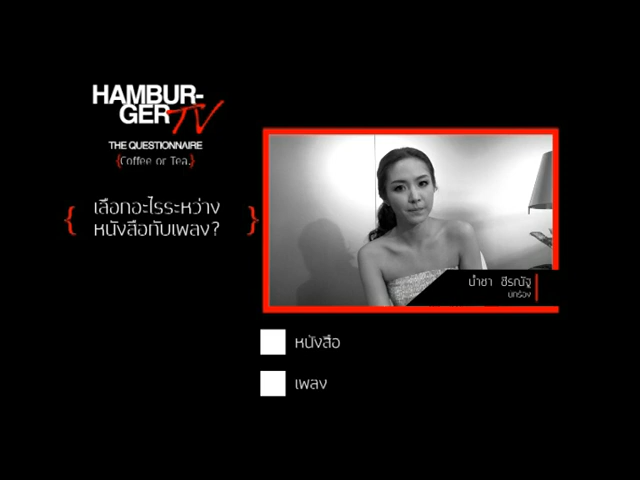 HAMBUR-
GER TV
THE QUESTIONNAIRE
{Coffee or Tea.}
{ เลือกอะไรระหว่าง
หนังสือกับเพลง? }
น้ำชา ชีรณัฐ
นักร้อง
หนังสือ
เพลง